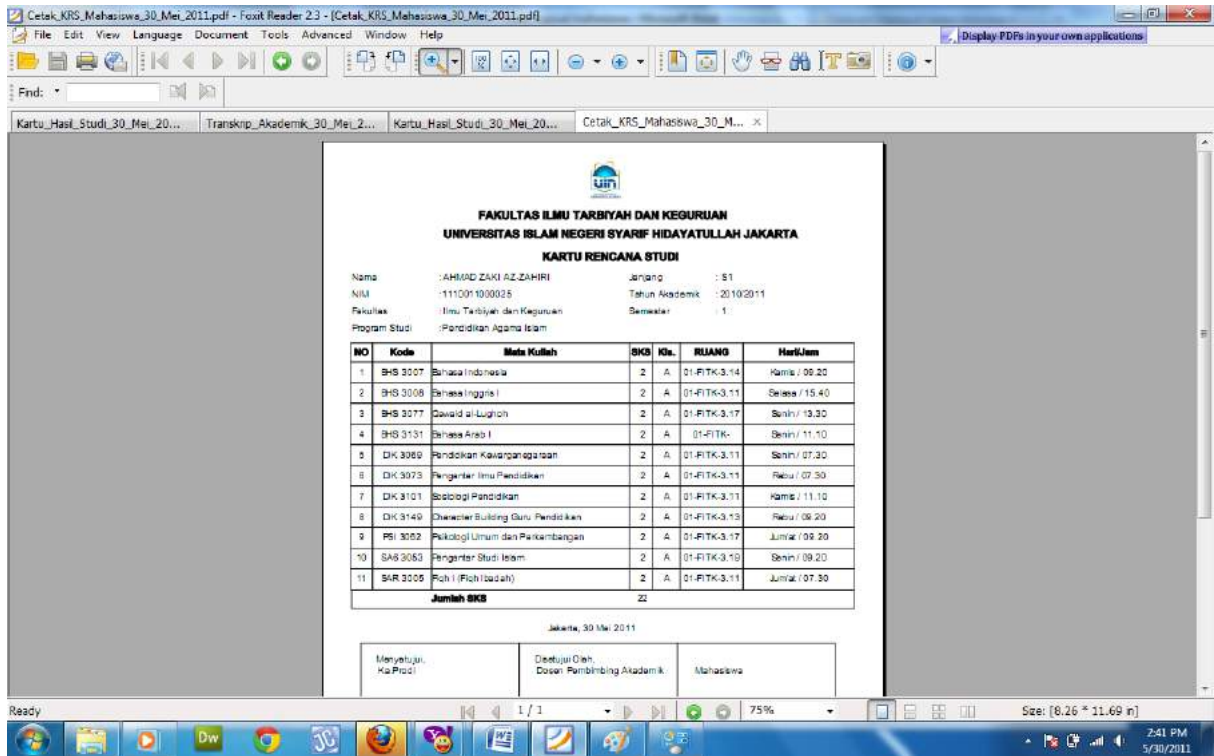 Cetak_KRS_Mahasiswa_30_Mei_2011.pdf - Foxit Reader 2.3 - [Cetak_KRS_Mahasiswa_30_Mei_2011.pdf]
File Edit View Language Document Tools Advanced Window Help
Display PDFs in your own applications
Find:
Kartu_Hasil_Studi_30_Mei_20... Transkrip_Akademik_30_Mei_2... Kartu_Hasil_Studi_30_Mei_20... Cetak_KRS_Mahasiswa_30_M...
uin
FAKULTAS ILMU TARBIYAH DAN KEGURUAN
UNIVERSITAS ISLAM NEGERI SYARIF HIDAYATULLAH JAKARTA
KARTU RENCANA STUDI
Nama : AHMAD ZAKI AZ-ZAHIRI Janjang : S1
NIM : 1110011000025 Tahun Akademik : 2010/2011
Fakultas : Ilmu Tarbiyah dan Keguruan Semester : 1
Program Studi : Pendidikan Agama Islam
NO Kode Mata Kuliah SKS Kls. RUANG Hari/Jam
1 BHS 3007 Bahasa Indonesia 2 A 01-FITK-3.14 Kamis / 09.20
2 BHS 3008 Bahasa Inggris I 2 A 01-FITK-3.11 Selasa / 15.40
3 BHS 3077 Qawaid al-Lughoh 2 A 01-FITK-3.17 Senin / 13.30
4 BHS 3131 Bahasa Arab I 2 A 01-FITK- Senin / 11.10
5 DIK 3069 Pendidikan Kewarganegaraan 2 A 01-FITK-3.11 Senin / 07.30
6 DIK 3073 Pengantar Ilmu Pendidikan 2 A 01-FITK-3.11 Rabu / 07.30
7 DIK 3101 Sosiologi Pendidikan 2 A 01-FITK-3.11 Kamis / 11.10
8 DIK 3149 Character Building Guru Pendidikan 2 A 01-FITK-3.13 Rabu / 09.20
9 PSI 3062 Psikologi Umum dan Perkembangan 2 A 01-FITK-3.17 Jum'at / 09.20
10 SAS 3053 Pengantar Studi Islam 2 A 01-FITK-3.19 Senin / 09.20
11 SAR 3005 Fiqh I (Fiqh Ibadah) 2 A 01-FITK-3.11 Jum'at / 07.30
Jumlah SKS 22
Jakarta, 30 Mei 2011
Menyetujui, Disetujui Oleh,
Ka.Prodi Dosen Pembimbing Akademik Mahasiswa
Ready 1 / 1 75% Size: [8.26 * 11.69 in]
Dw
2:41 PM
5/30/2011